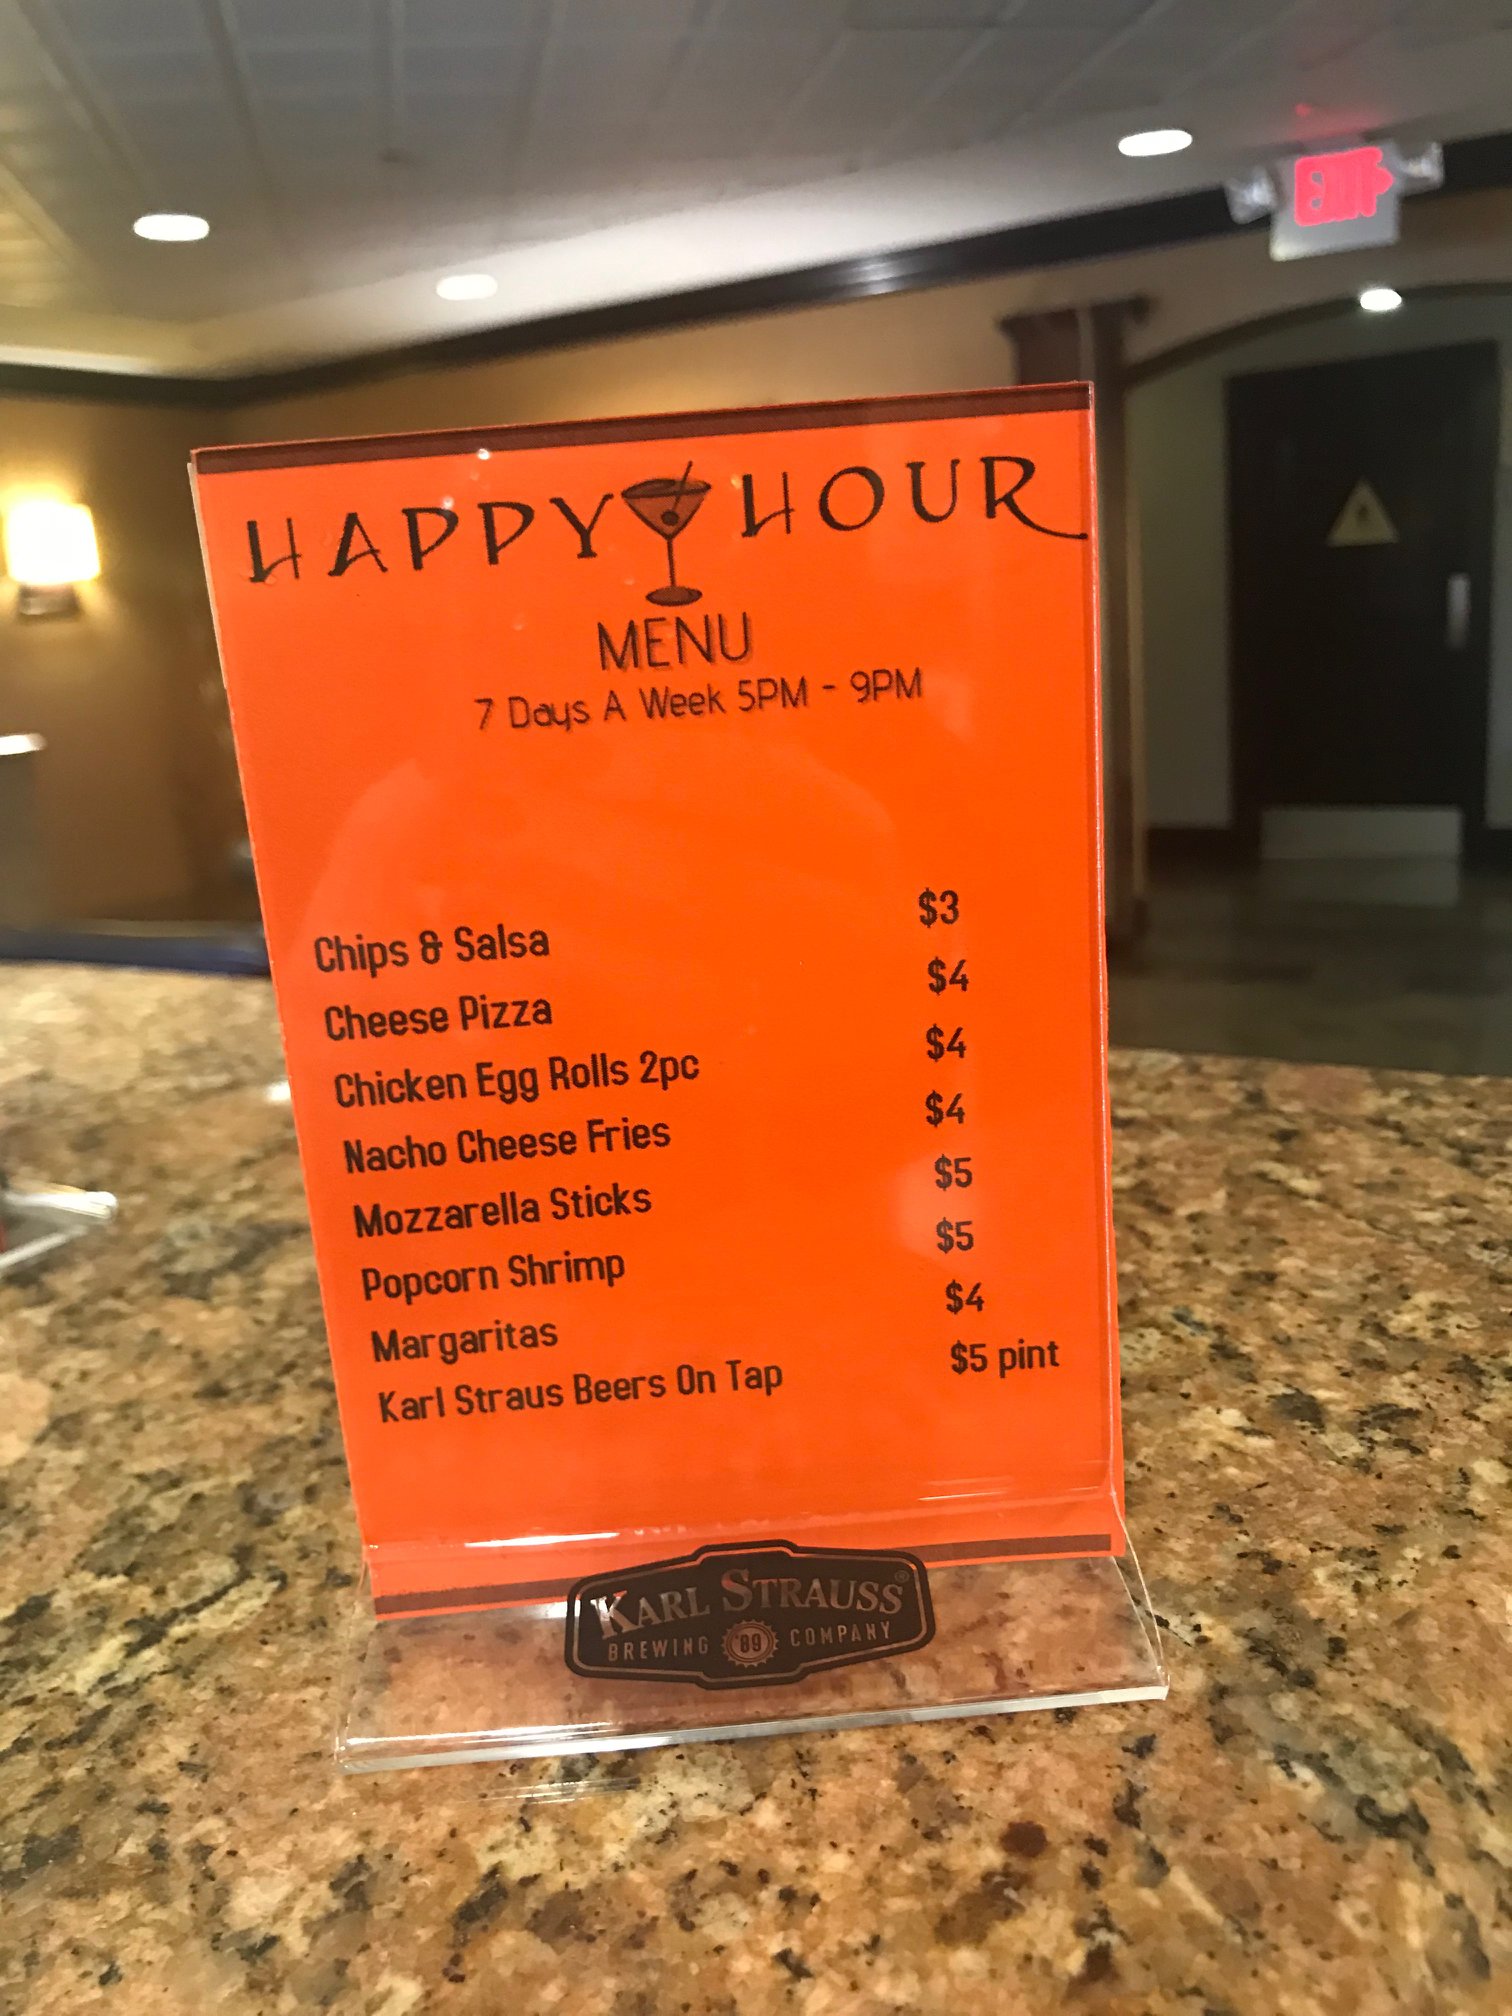 HAPPY HOUR
MENU
7 Days A Week 5PM - 9PM
Chips & Salsa $3
Cheese Pizza $4
Chicken Egg Rolls 2pc $4
Nacho Cheese Fries $4
Mozzarella Sticks $5
Popcorn Shrimp $5
Margaritas $4
Karl Straus Beers On Tap $5 pint
KARL STRAUSS®
BREWING '89 COMPANY
EXIT